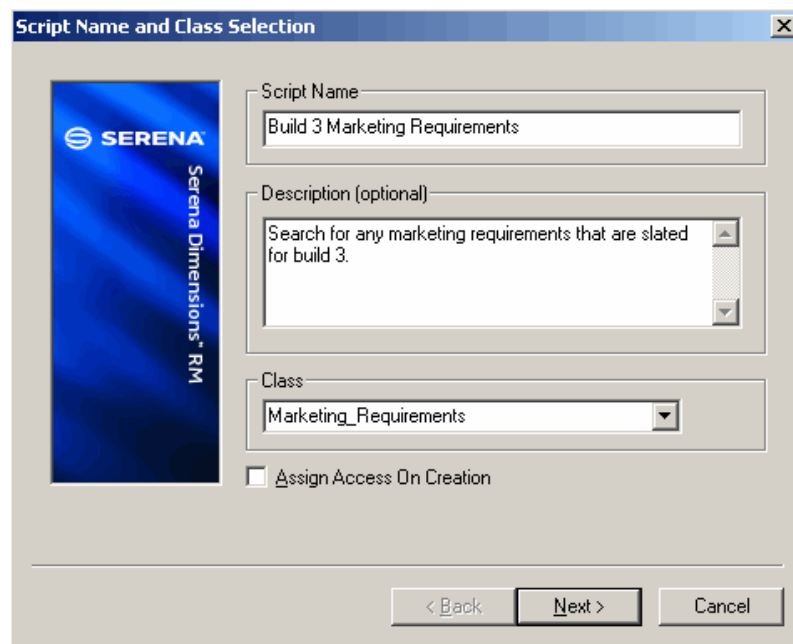 Script Name and Class Selection
SERENA
Serena Dimensions™ RM
Script Name
Build 3 Marketing Requirements
Description (optional)
Search for any marketing requirements that are slated
for build 3.
Class
Marketing_Requirements
Assign Access On Creation
< Back
Next >
Cancel